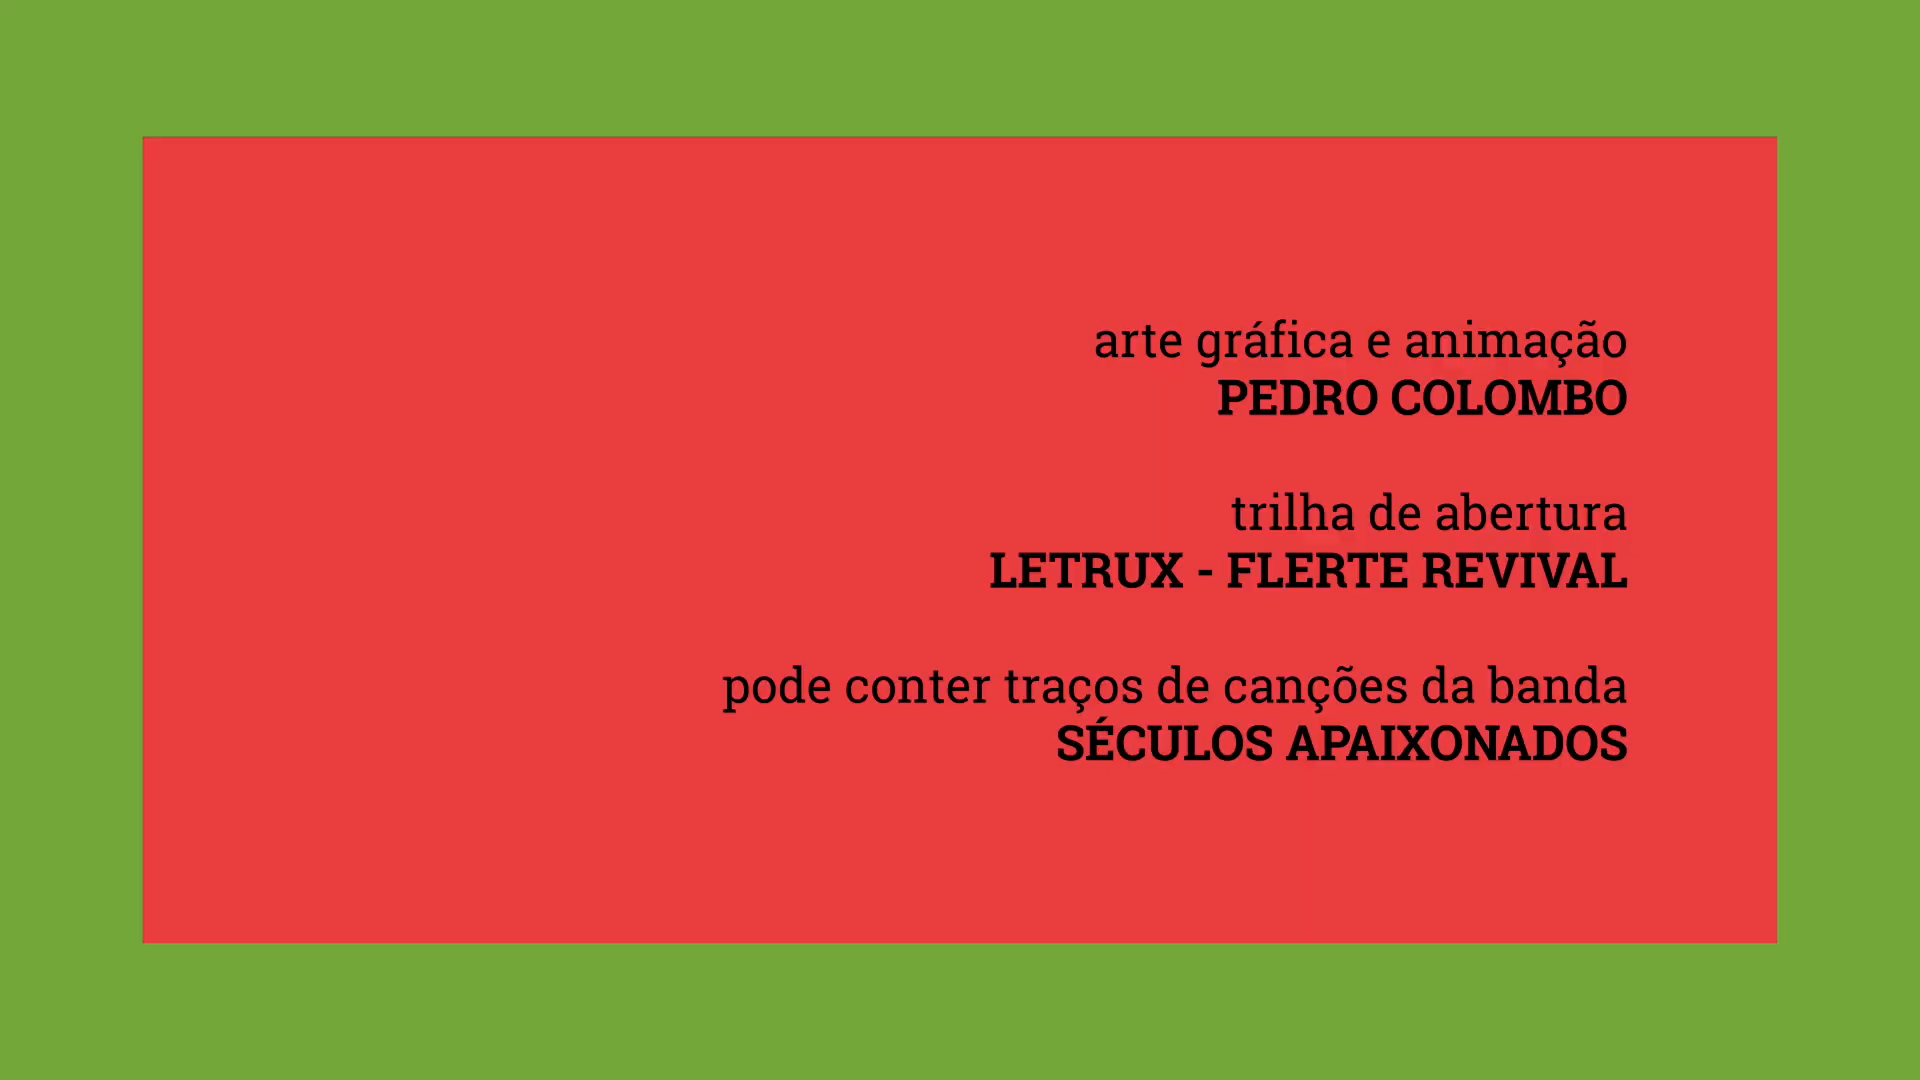 arte gráfica e animação
PEDRO COLOMBO
trilha de abertura
LETRUX - FLERTE REVIVAL
pode conter traços de canções da banda
SÉCULOS APAIXONADOS